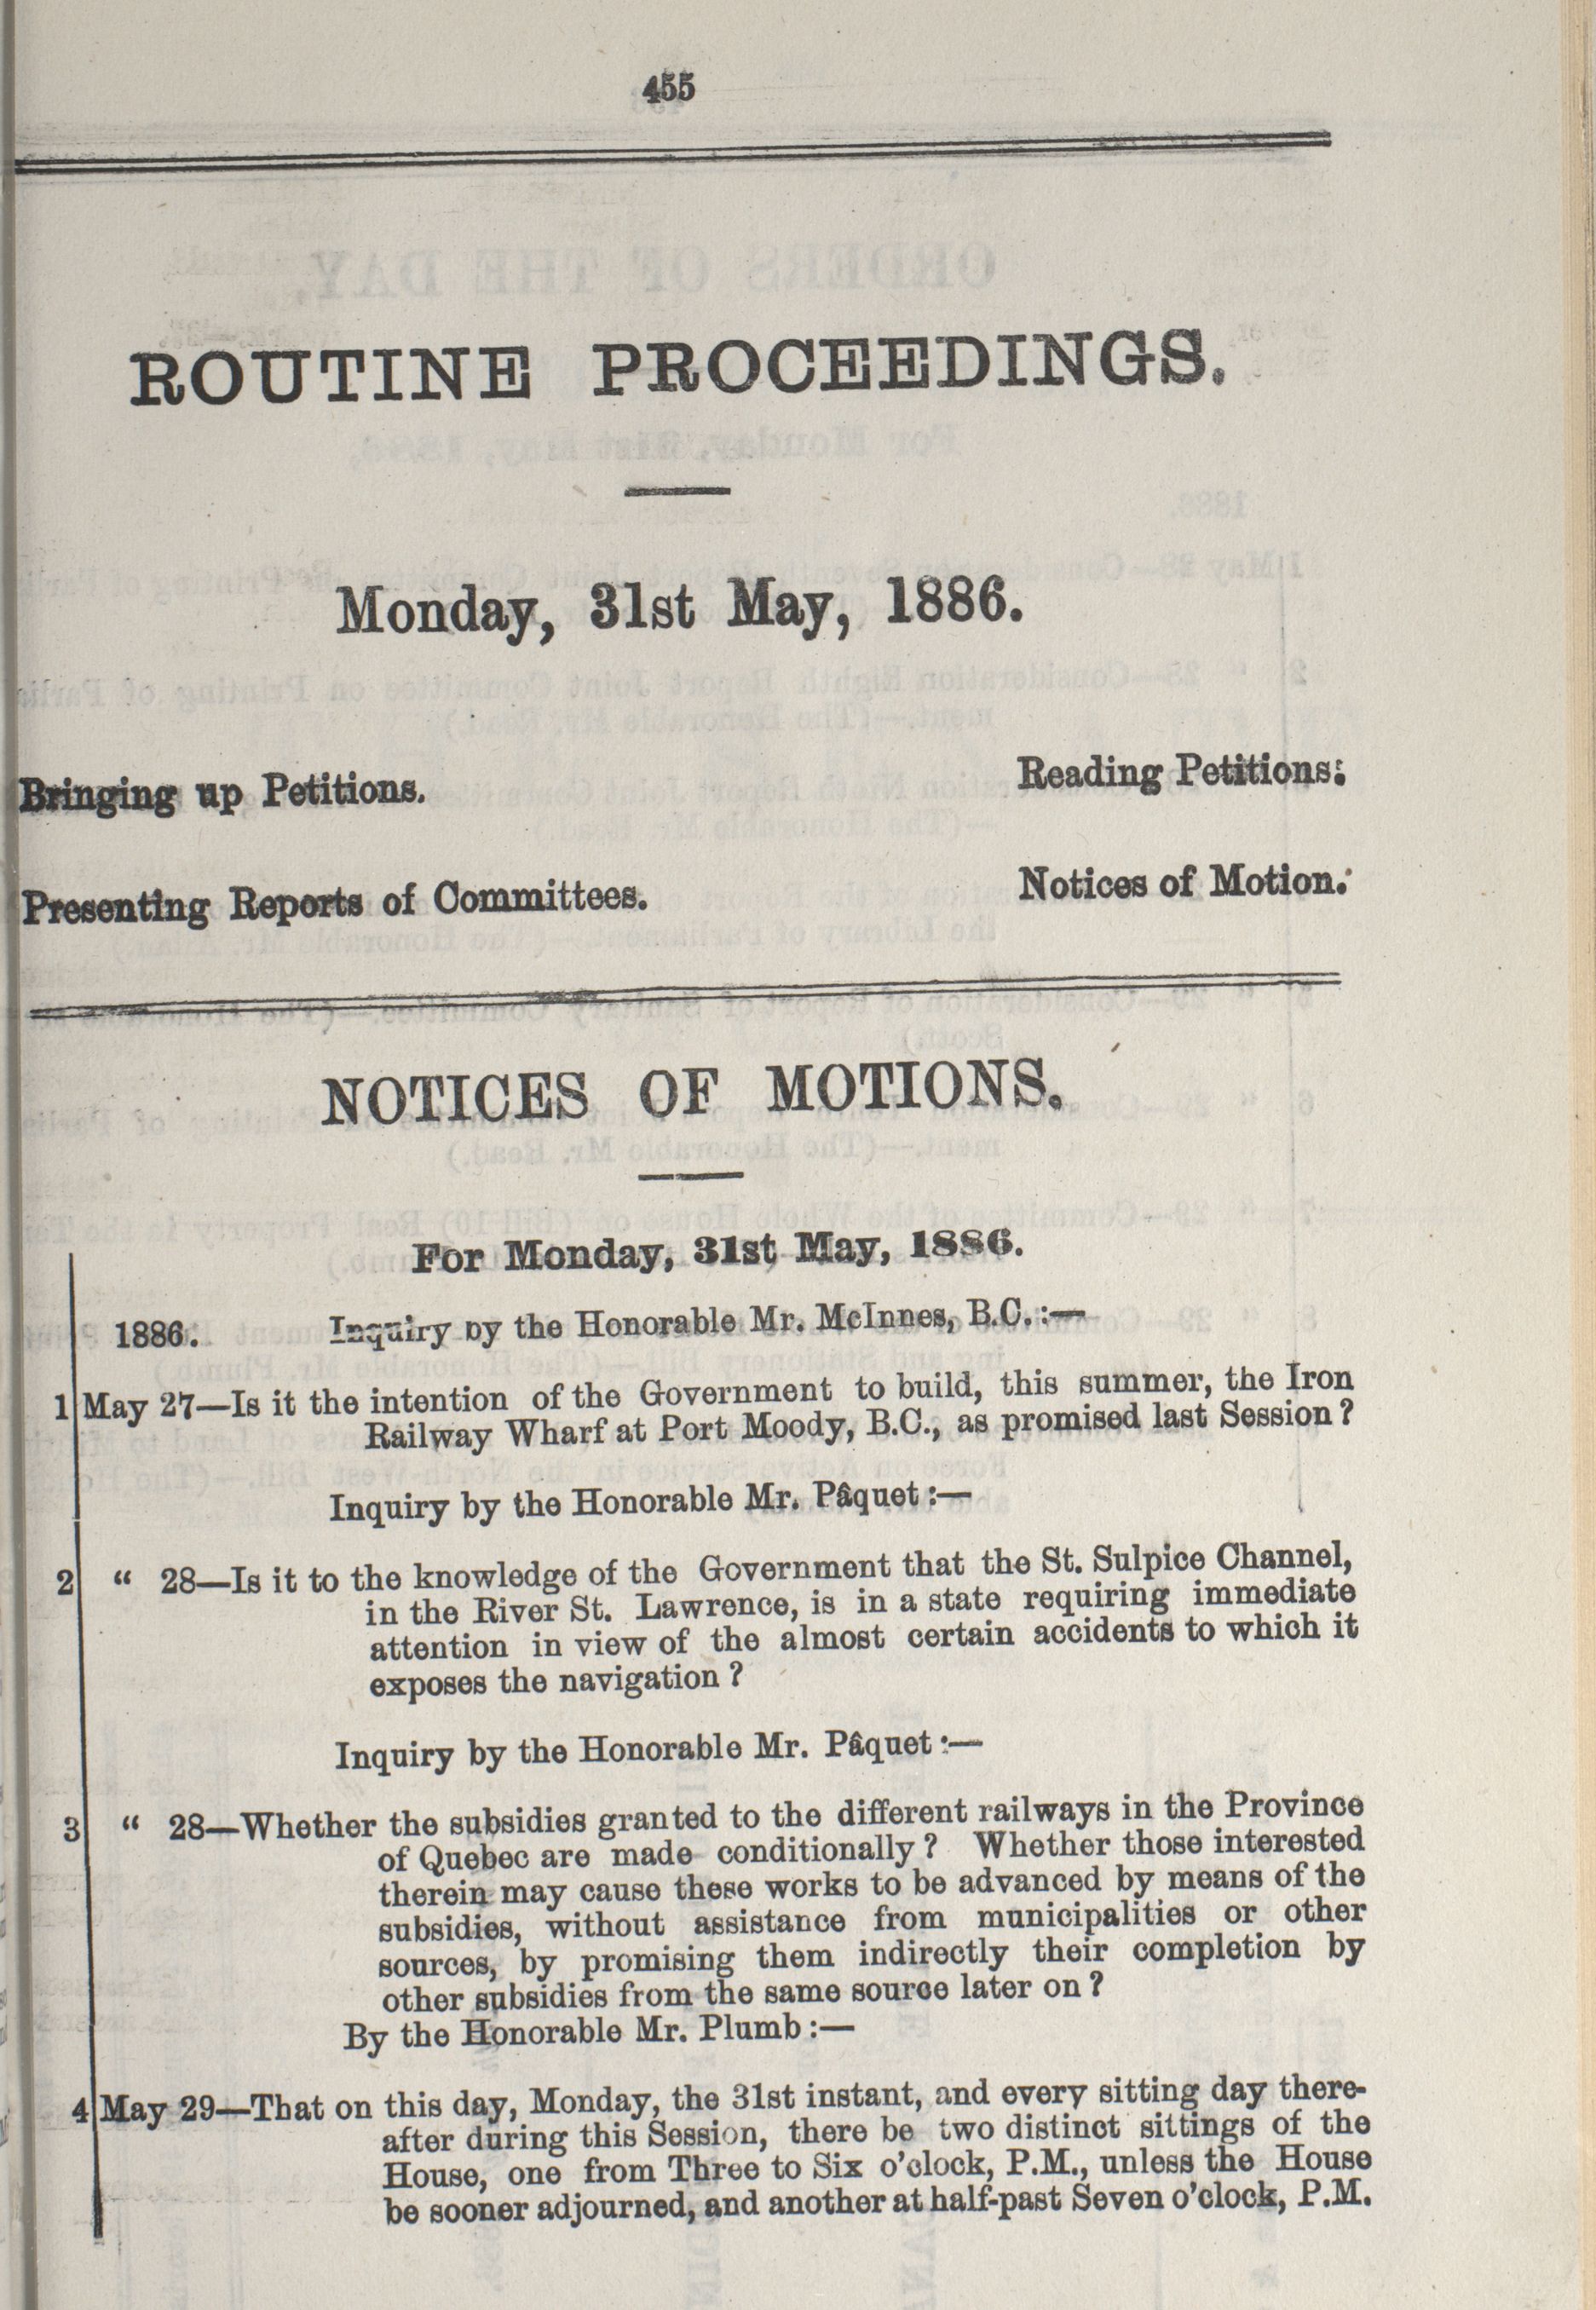 455
ROUTINE PROCEEDINGS.
Monday, 31st May, 1886.
Bringing up Petitions. Reading Petitions.
Presenting Reports of Committees. Notices of Motion.
NOTICES OF MOTIONS.
For Monday, 31st May, 1886.
1886. Inquiry by the Honorable Mr. McInnes, B.C.:—
1 May 27—Is it the intention of the Government to build, this summer, the Iron
Railway Wharf at Port Moody, B.C., as promised last Session?
Inquiry by the Honorable Mr. Pâquet:—
2 “ 28—Is it to the knowledge of the Government that the St. Sulpice Channel,
in the River St. Lawrence, is in a state requiring immediate
attention in view of the almost certain accidents to which it
exposes the navigation?
Inquiry by the Honorable Mr. Pâquet:—
3 “ 28—Whether the subsidies granted to the different railways in the Province
of Quebec are made conditionally? Whether those interested
therein may cause these works to be advanced by means of the
subsidies, without assistance from municipalities or other
sources, by promising them indirectly their completion by
other subsidies from the same source later on?
By the Honorable Mr. Plumb:—
4 May 29—That on this day, Monday, the 31st instant, and every sitting day there-
after during this Session, there be two distinct sittings of the
House, one from Three to Six o’clock, P.M., unless the House
be sooner adjourned, and another at half-past Seven o’clock, P.M.